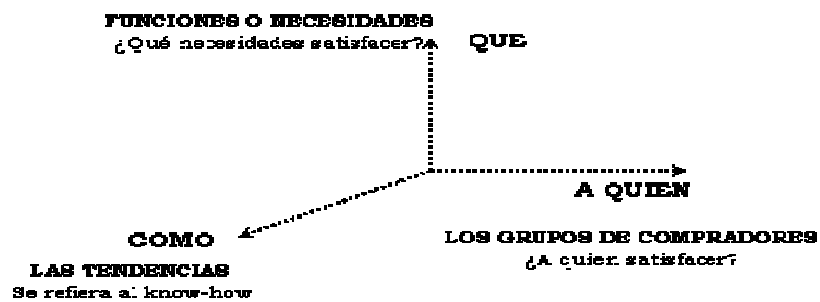 FUNCIONES O NECESIDADES
¿Qué necesidades satisfacer?
QUE
A QUIEN
COMO
LOS GRUPOS DE COMPRADORES
¿A quien satisfacer?
LAS TENDENCIAS
Se refiera al know-how